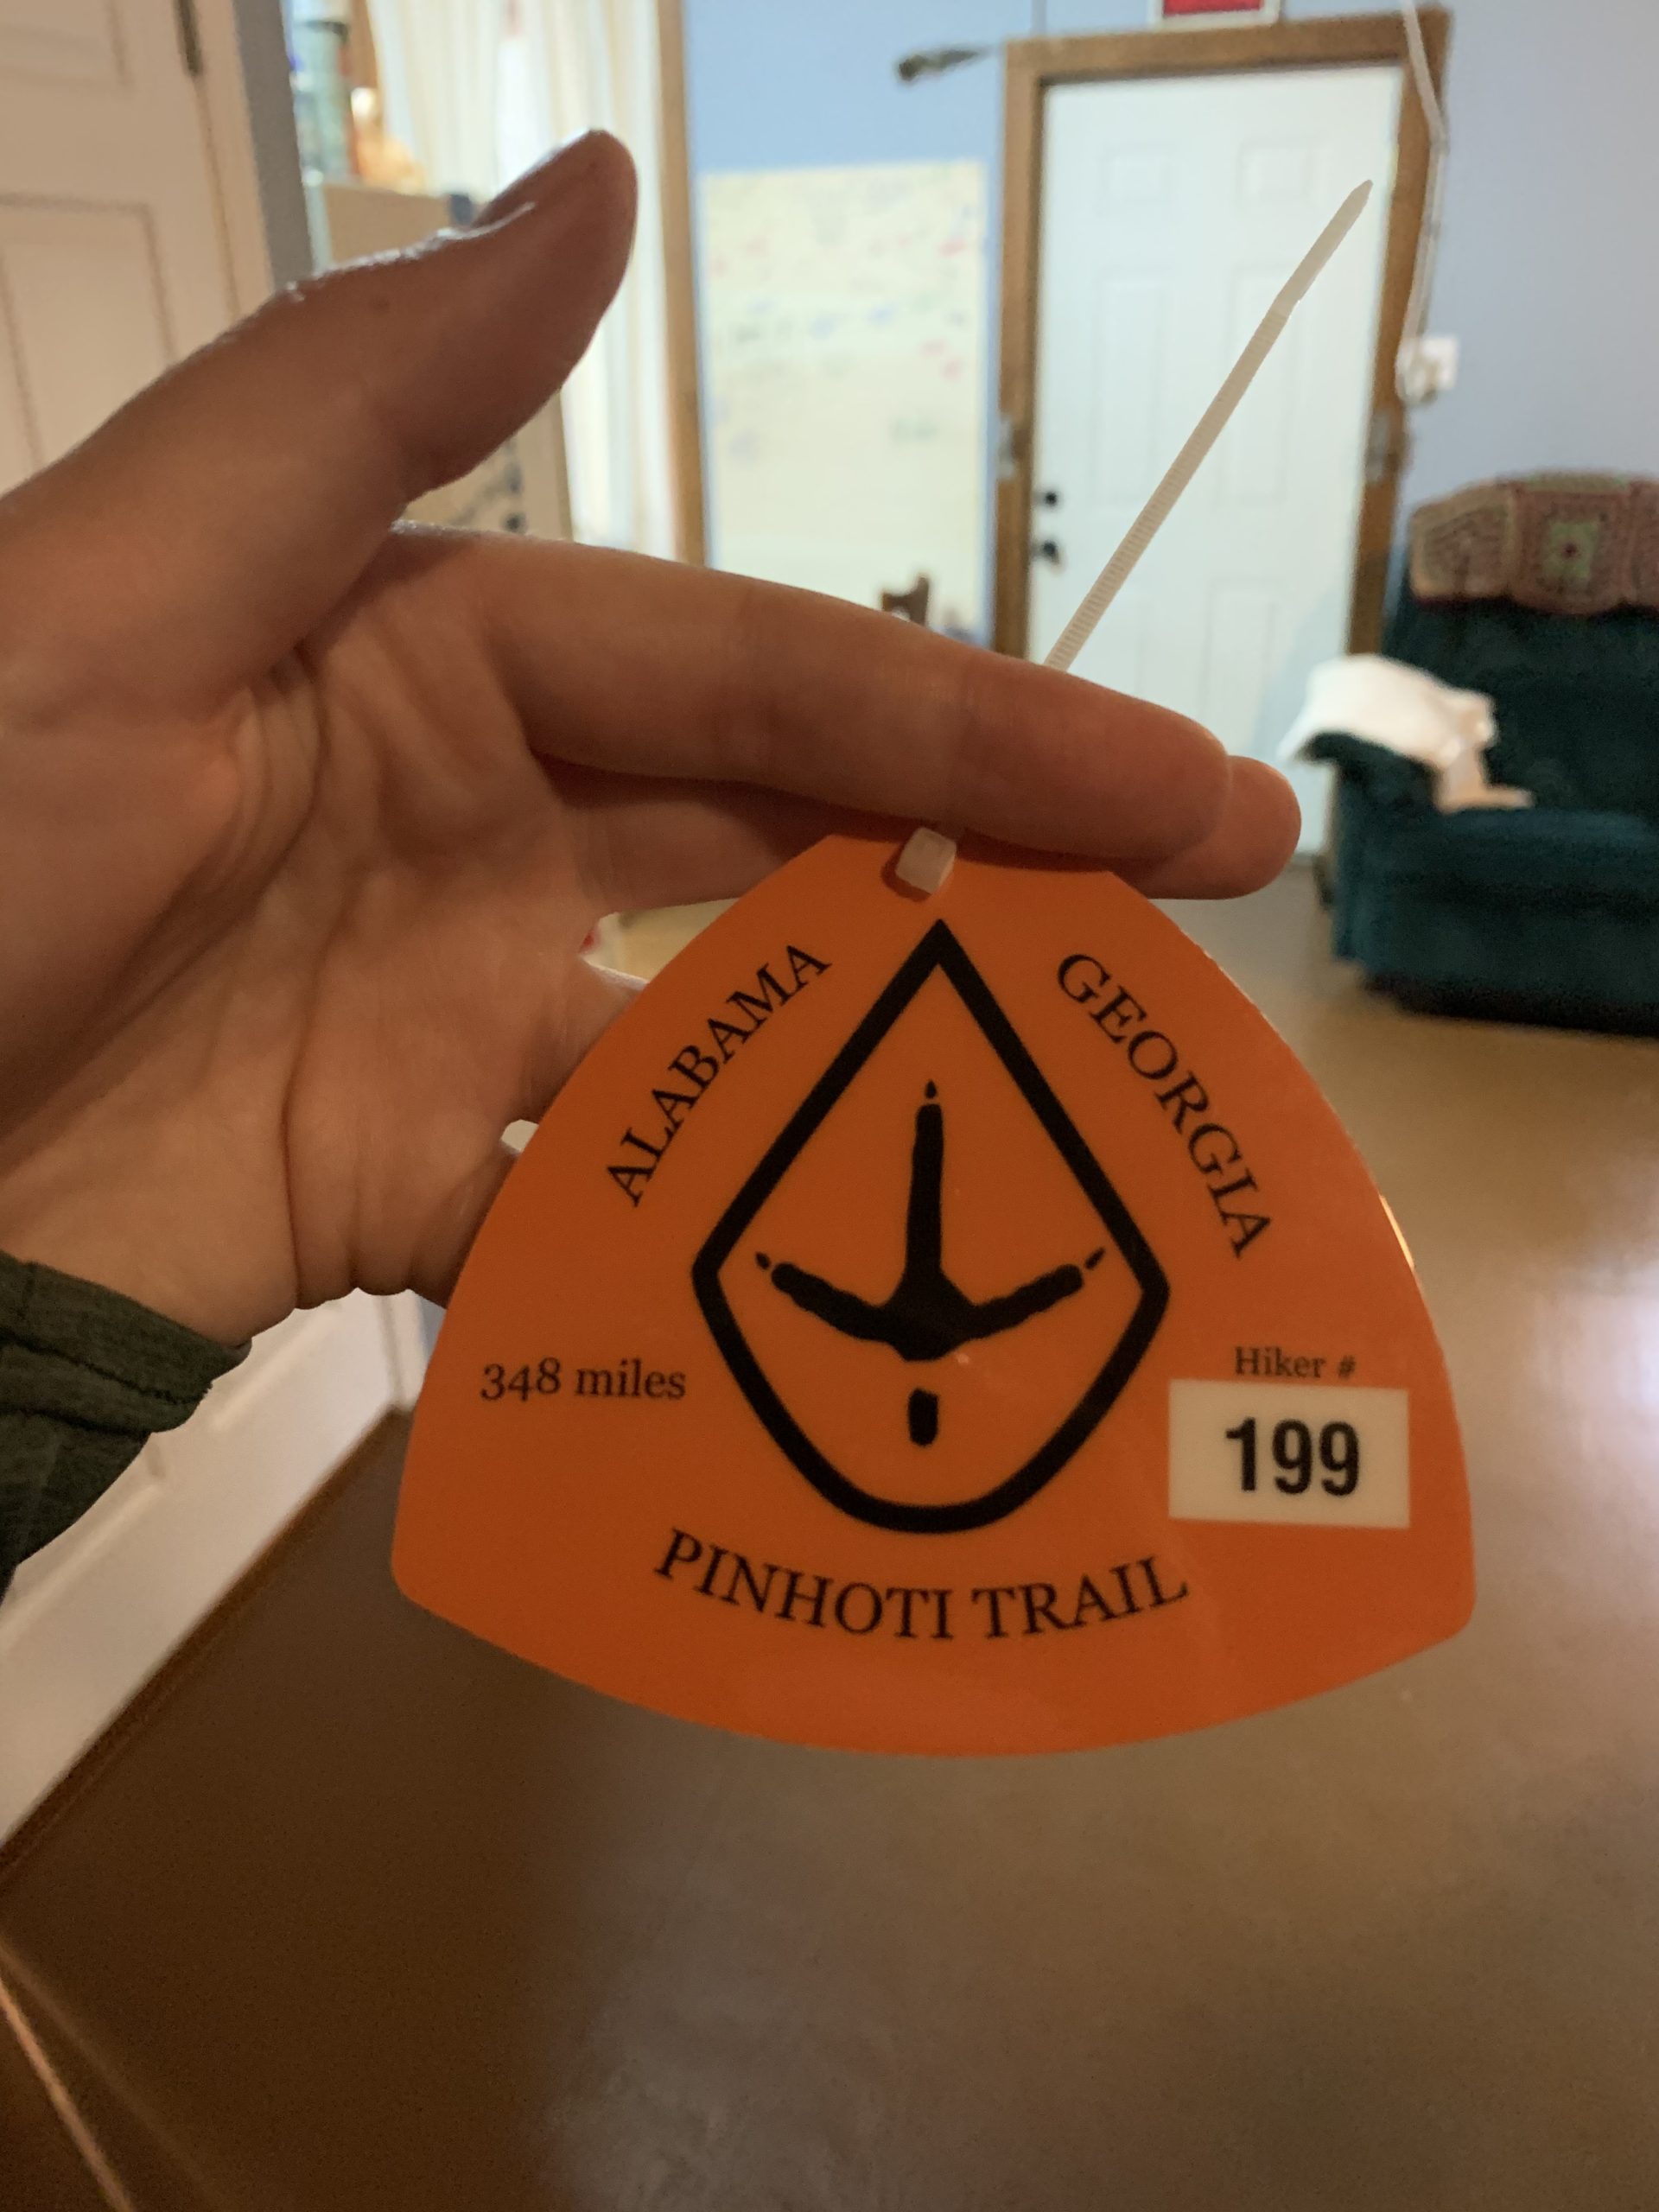 ALABAMA
GEORGIA
348 miles
Hiker #
199
PINHOTI TRAIL